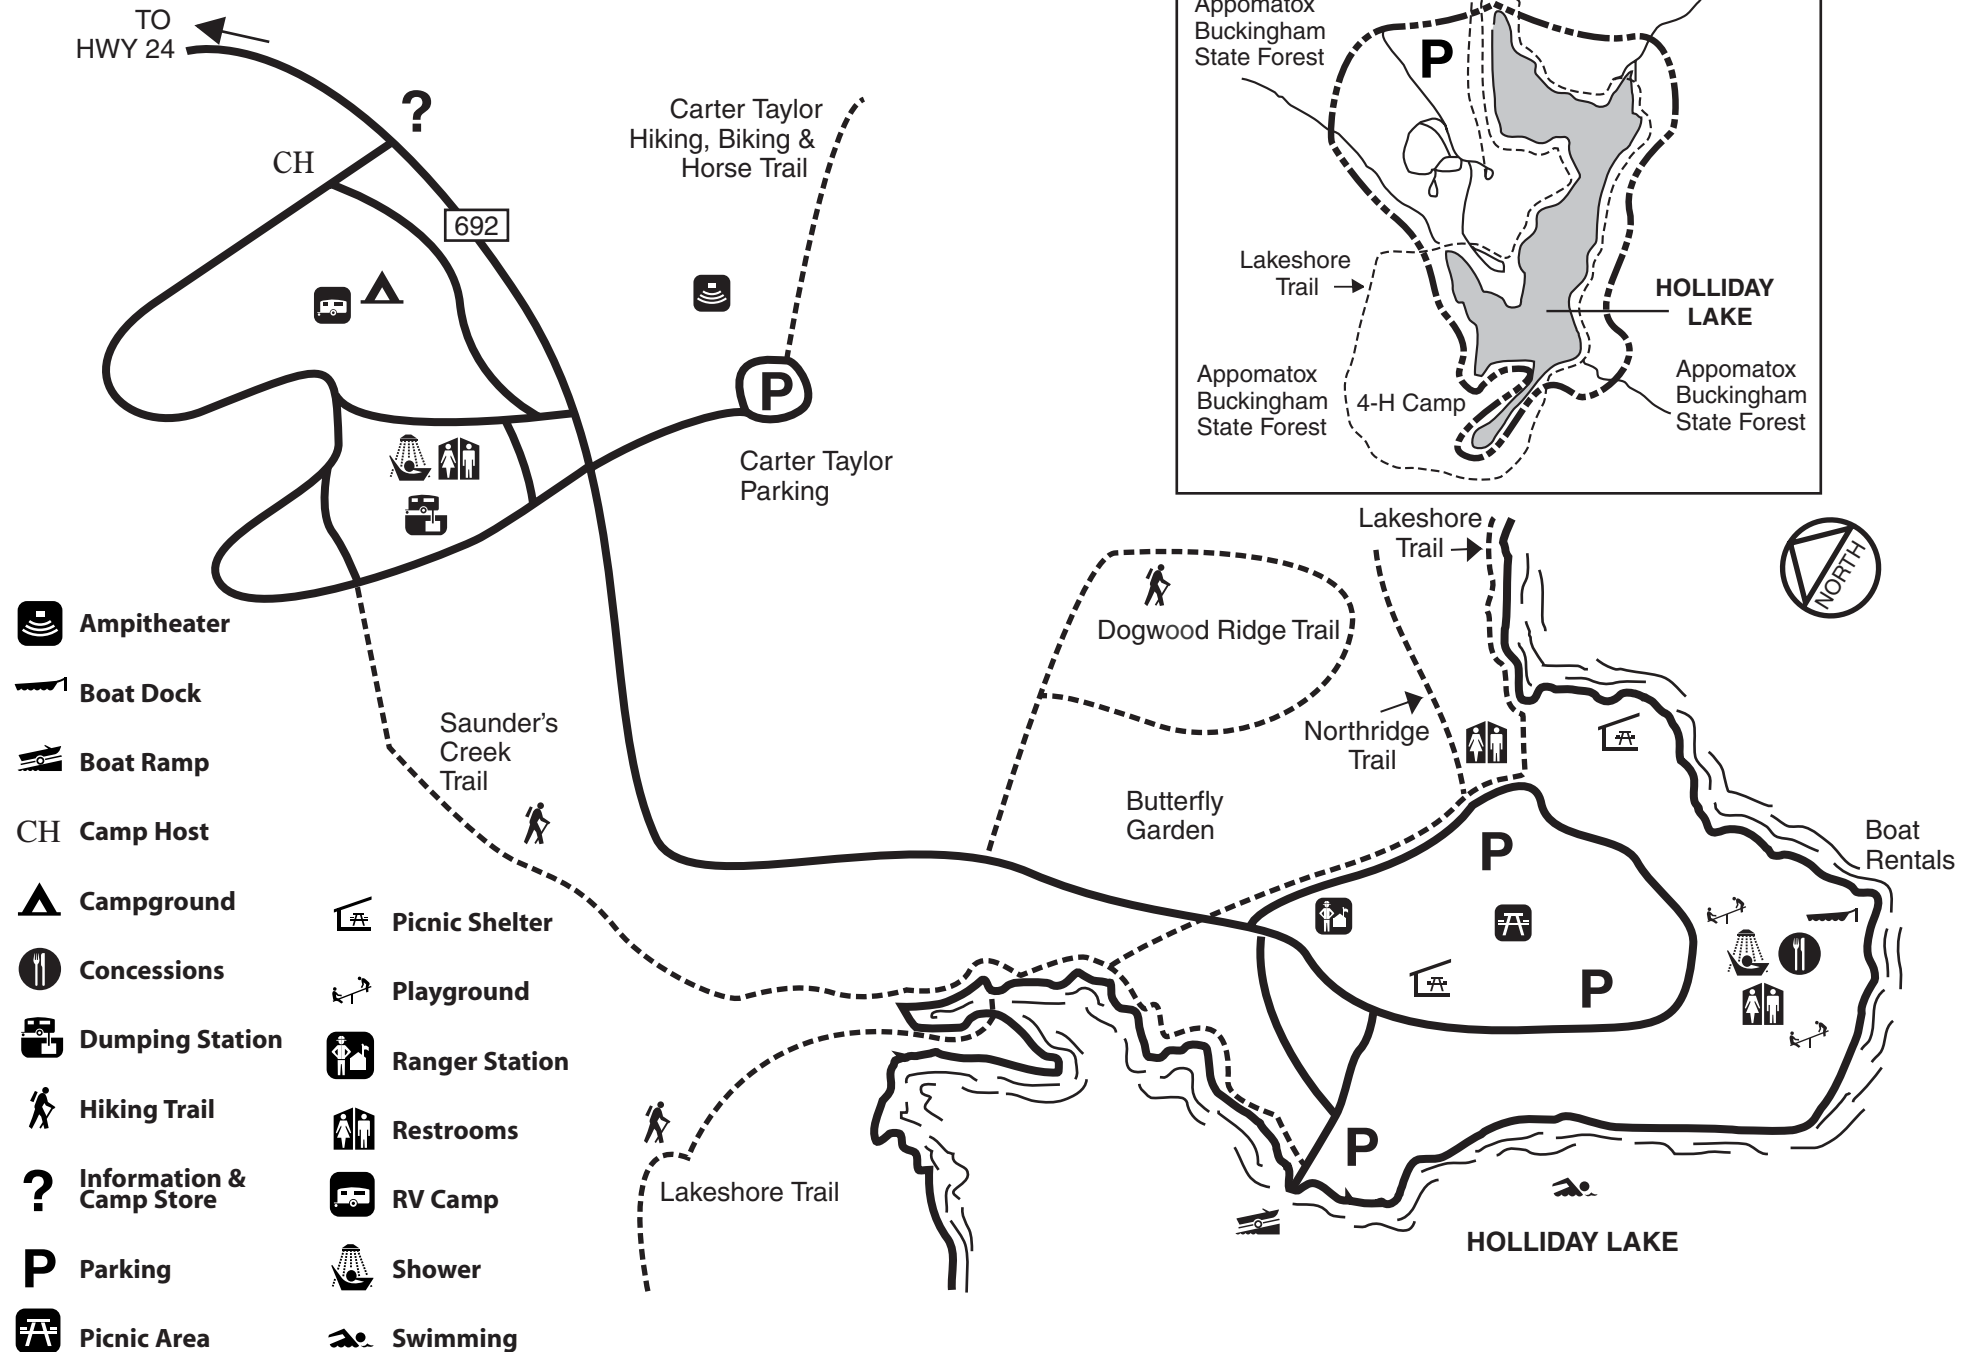 TO
HWY 24
?
CH
692
Carter Taylor
Hiking, Biking &
Horse Trail
P
Carter Taylor
Parking
Appomatox
Buckingham
State Forest
P
Lakeshore
Trail
HOLLIDAY
LAKE
Appomatox
Buckingham
State Forest
4-H Camp
Appomatox
Buckingham
State Forest
NORTH
Lakeshore
Trail
Dogwood Ridge Trail
Northridge
Trail
Butterfly
Garden
Saunder’s
Creek
Trail
Boat
Rentals
P
P
P
Lakeshore Trail
HOLLIDAY LAKE
Ampitheater
Boat Dock
Boat Ramp
CH Camp Host
Campground
Concessions
Dumping Station
Hiking Trail
? Information &
Camp Store
P Parking
Picnic Area
Picnic Shelter
Playground
Ranger Station
Restrooms
RV Camp
Shower
Swimming